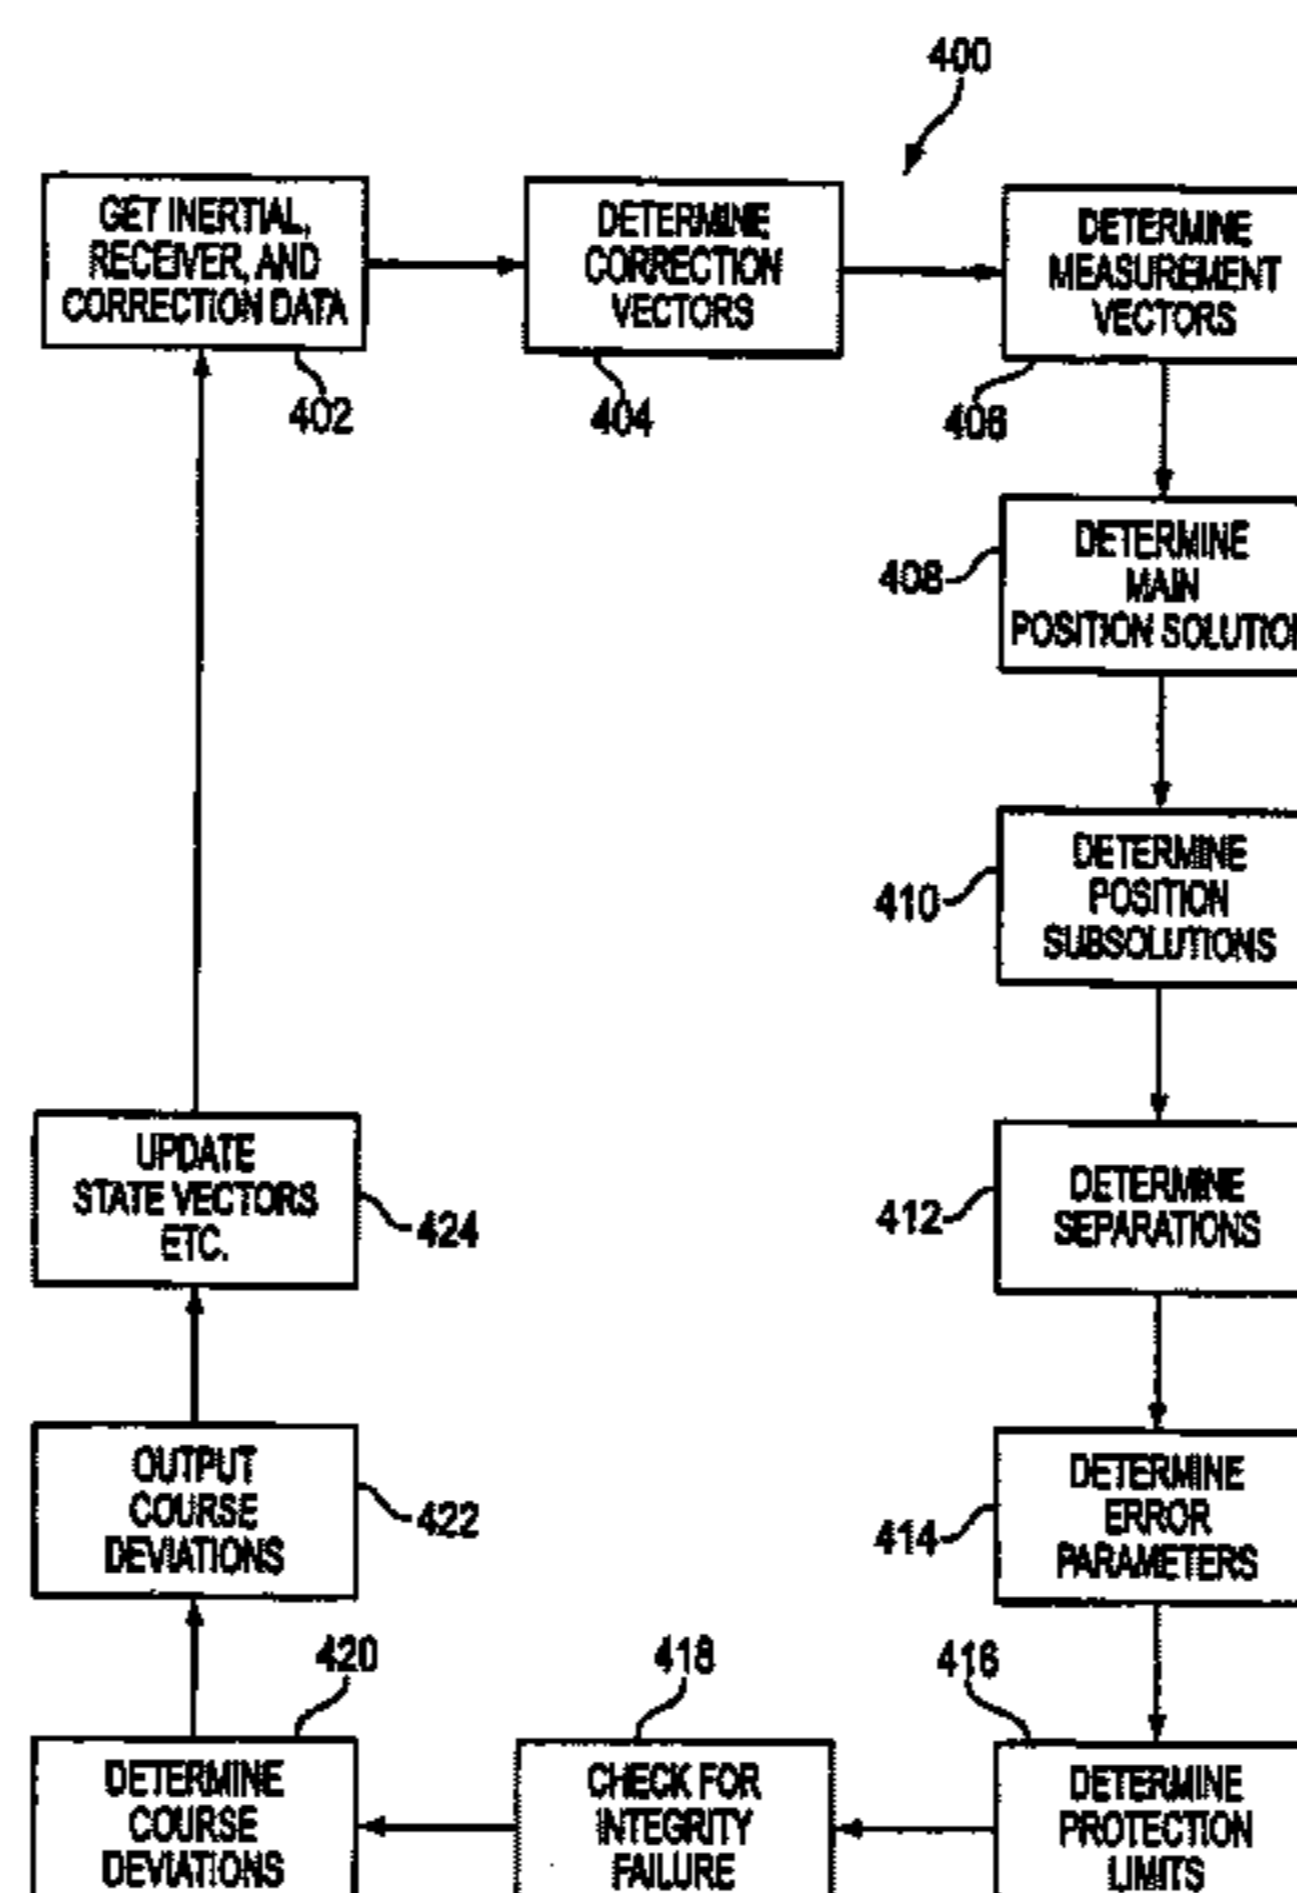 400
GET INERTIAL,
RECEIVER, AND
CORRECTION DATA
402
DETERMINE
CORRECTION
VECTORS
404
DETERMINE
MEASUREMENT
VECTORS
406
408
DETERMINE
MAIN
POSITION SOLUTION
410
DETERMINE
POSITION
SUBSOLUTIONS
412
DETERMINE
SEPARATIONS
414
DETERMINE
ERROR
PARAMETERS
416
DETERMINE
PROTECTION
LIMITS
418
CHECK FOR
INTEGRITY
FAILURE
420
DETERMINE
COURSE
DEVIATIONS
OUTPUT
COURSE
DEVIATIONS
422
UPDATE
STATE VECTORS
ETC.
424